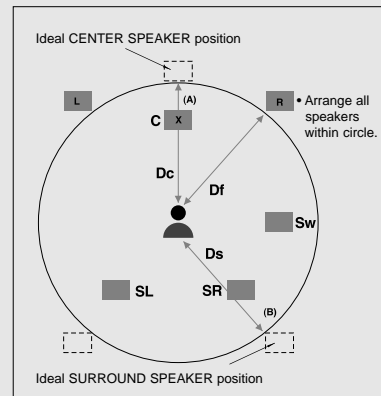 Ideal CENTER SPEAKER position
L
(A)
R
• Arrange all
speakers
within circle.
C
X
Dc
Df
Sw
Ds
SL
SR
(B)
Ideal SURROUND SPEAKER position